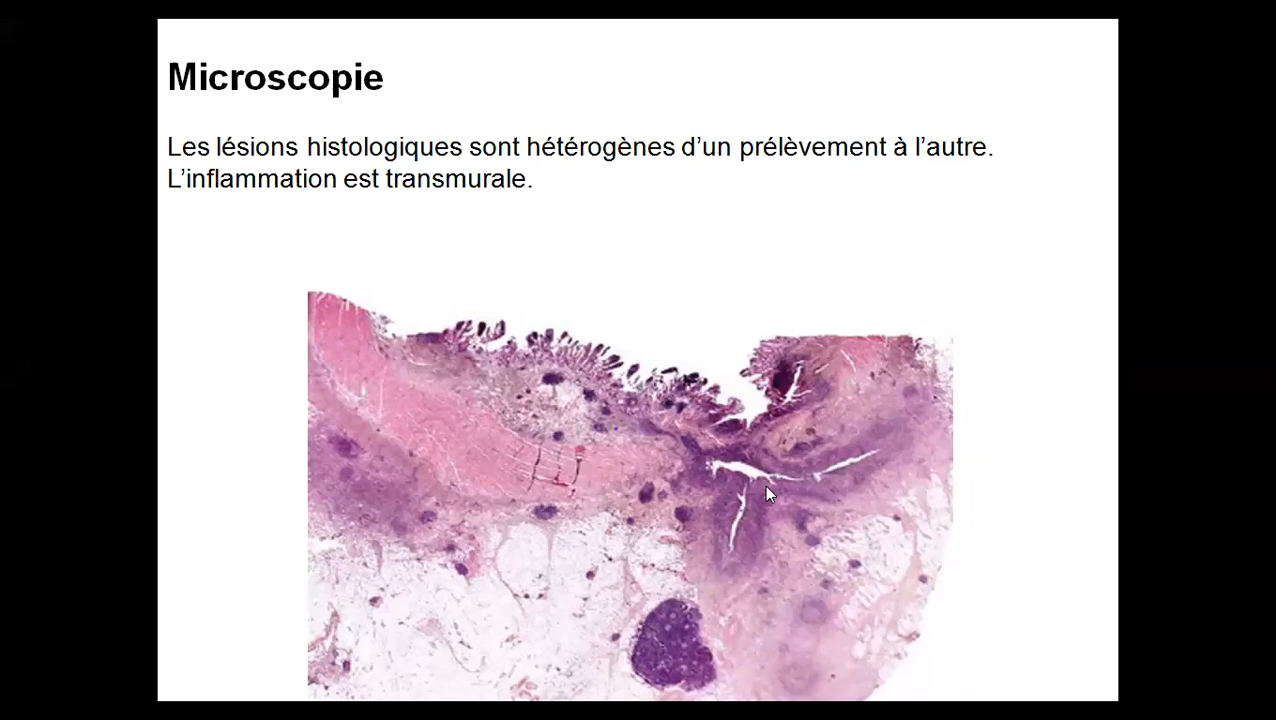 Microscopie
Les lésions histologiques sont hétérogènes d’un prélèvement à l’autre.
L’inflammation est transmurale.